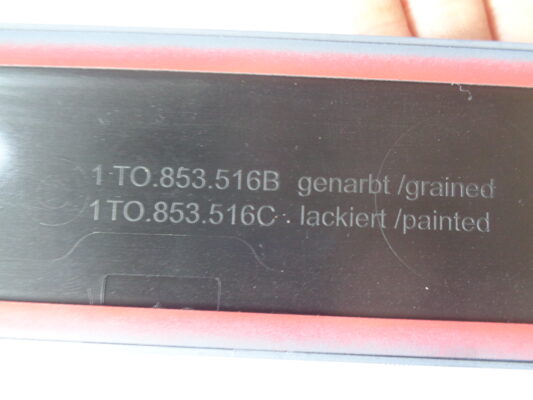 1 TO.853.516B genarbt /grained
1TO.853.516C. lackiert /painted